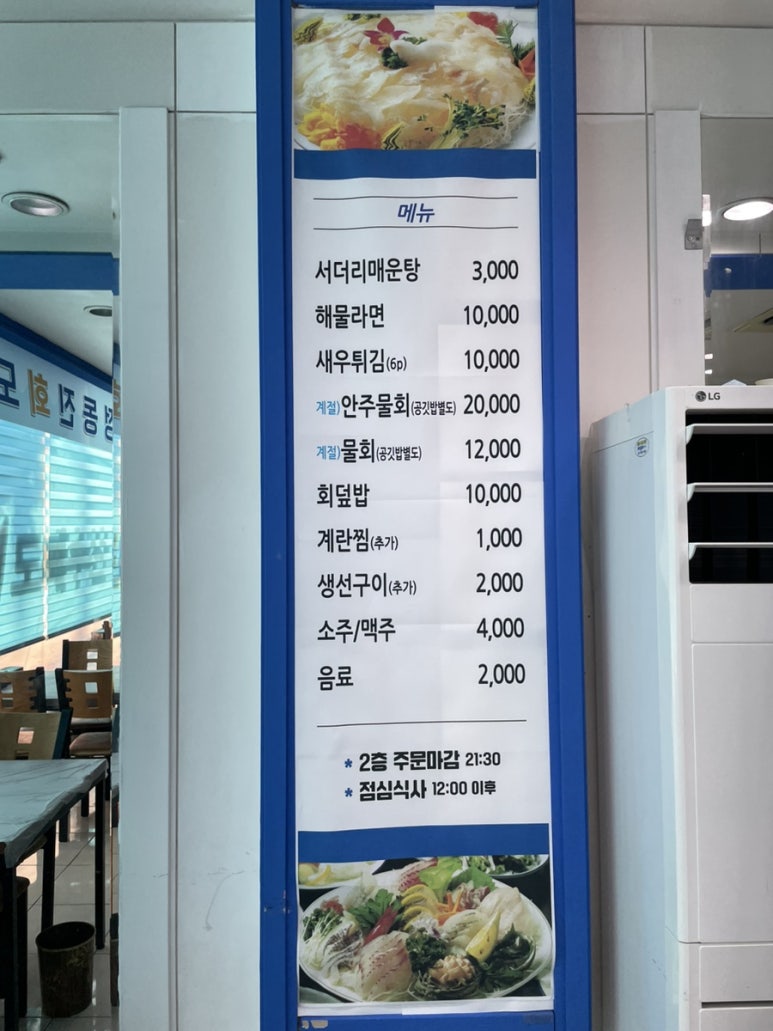 메뉴
서더리매운탕 3,000
해물라면 10,000
새우튀김(6p) 10,000
계절)안주물회(공깃밥별도) 20,000
계절)물회(공깃밥별도) 12,000
회덮밥 10,000
계란찜(추가) 1,000
생선구이(추가) 2,000
소주/맥주 4,000
음료 2,000
* 2층 주문마감 21:30
* 점심식사 12:00 이후
LG
정동진 회